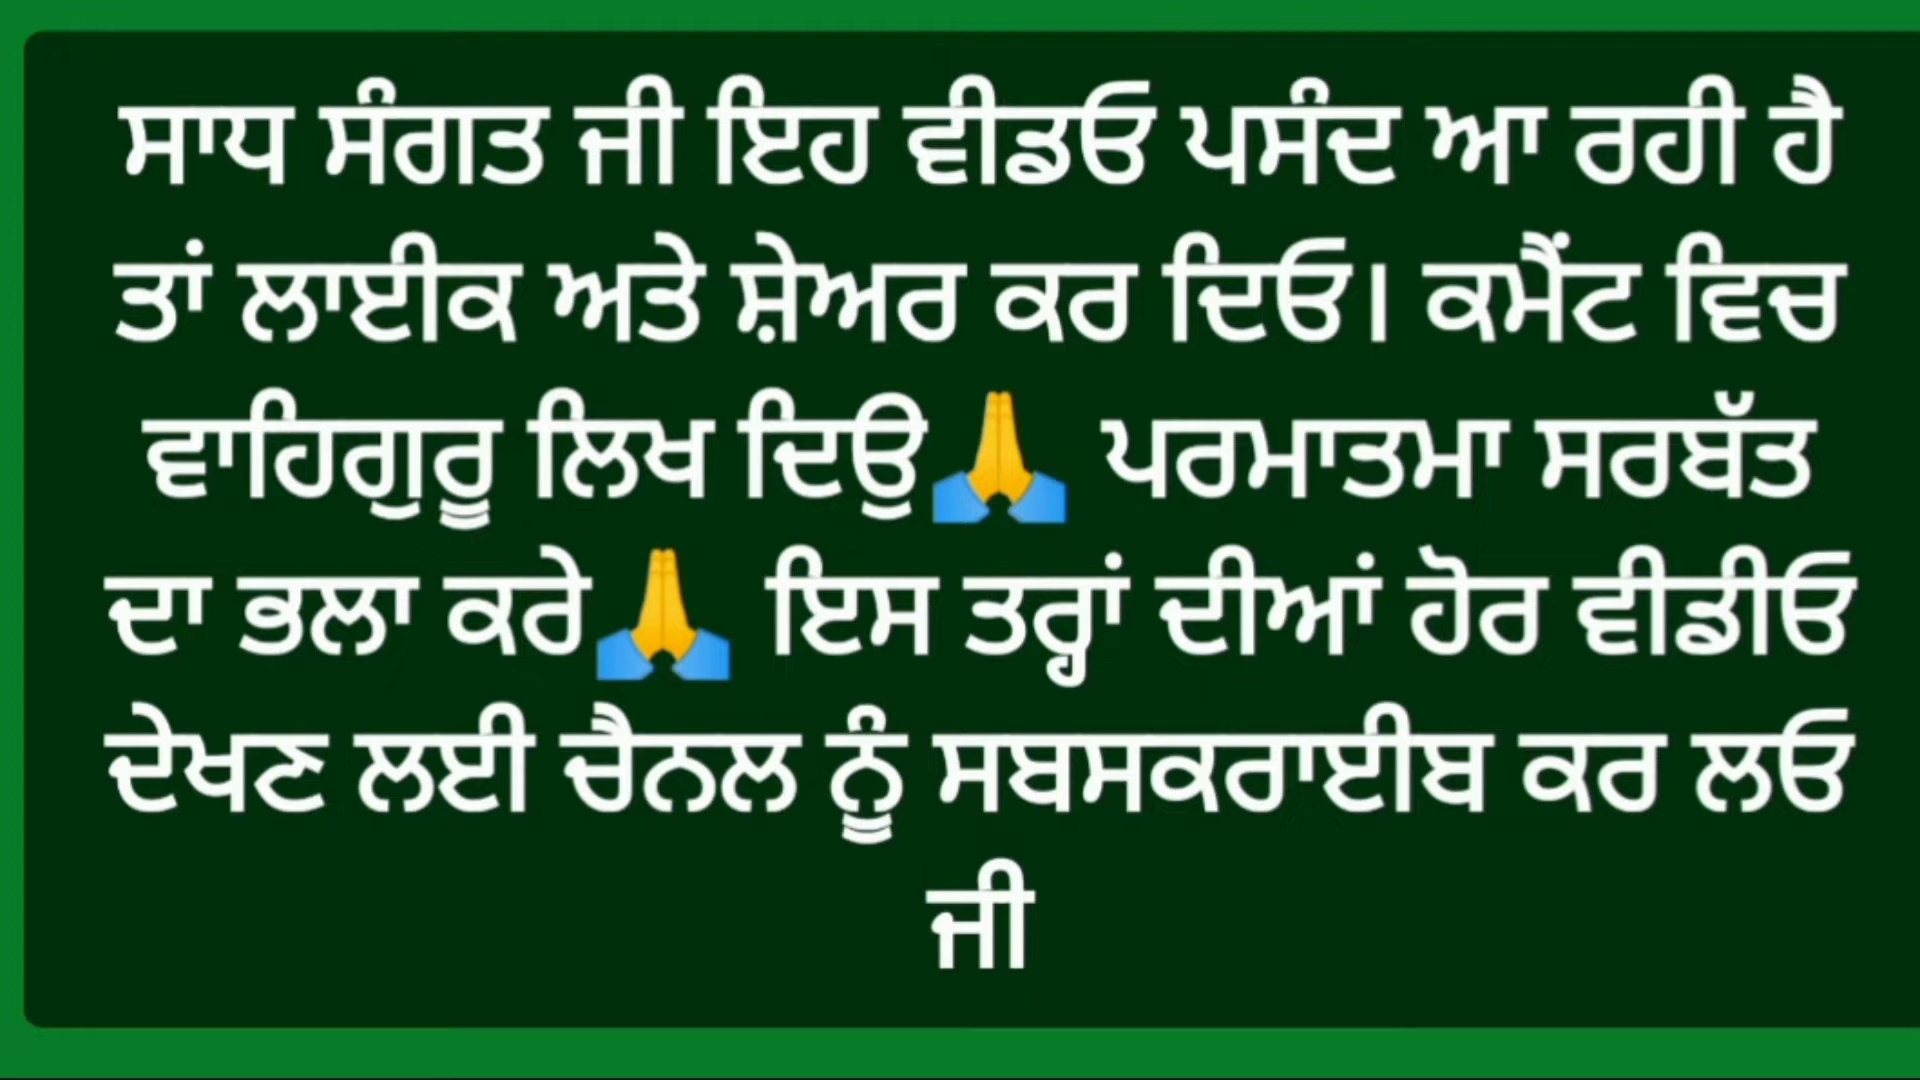 ਸਾਧ ਸੰਗਤ ਜੀ ਇਹ ਵੀਡਓ ਪਸੰਦ ਆ ਰਹੀ ਹੈ
ਤਾਂ ਲਾਈਕ ਅਤੇ ਸ਼ੇਅਰ ਕਰ ਦਿਓ। ਕਮੈਂਟ ਵਿਚ
ਵਾਹਿਗੁਰੂ ਲਿਖ ਦਿਉ🙏 ਪਰਮਾਤਮਾ ਸਰਬੱਤ
ਦਾ ਭਲਾ ਕਰੇ🙏 ਇਸ ਤਰ੍ਹਾਂ ਦੀਆਂ ਹੋਰ ਵੀਡੀਓ
ਦੇਖਣ ਲਈ ਚੈਨਲ ਨੂੰ ਸਬਸਕਰਾਈਬ ਕਰ ਲਓ
ਜੀ